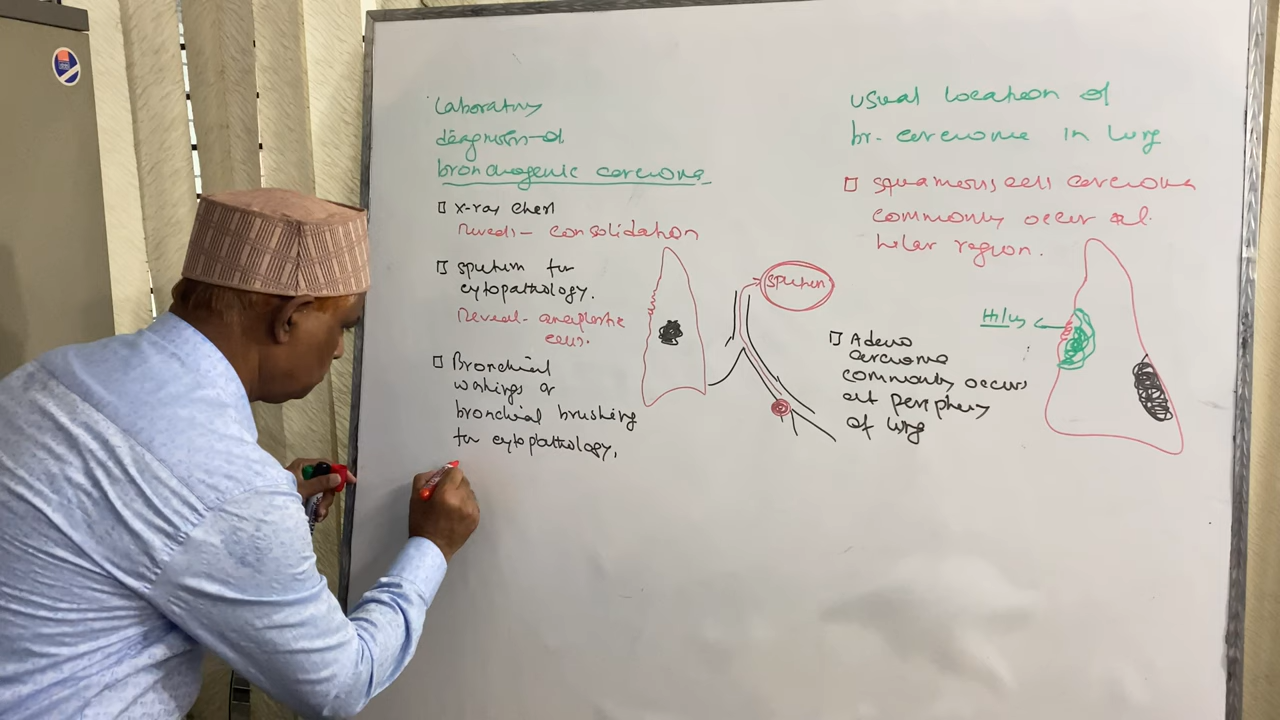 Laboratory
diagnosis of
bronchogenic carcinoma
x-ray chest
Reveals - consolidation
sputum for
cytopathology.
Reveal - anaplastic
cells.
Bronchial
washings or
bronchial brushing
for cytopathology.
sputum
usual location of
br. carcinoma in lung
squamous cell carcinoma
commonly occur at
hilar region.
Hilus
Adeno
carcinoma
commonly occurs
at periphery
of lung